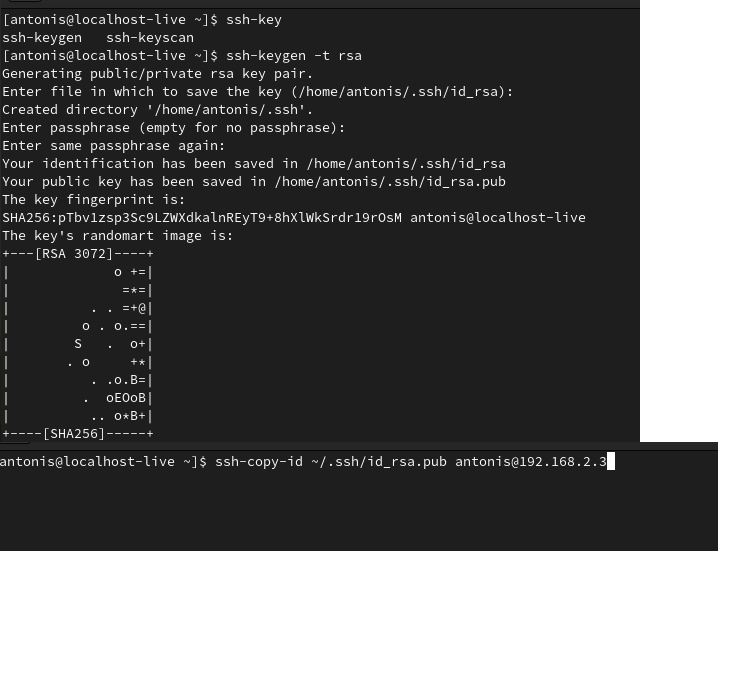 [antonis@localhost-live ~]$ ssh-key
ssh-keygen   ssh-keyscan
[antonis@localhost-live ~]$ ssh-keygen -t rsa
Generating public/private rsa key pair.
Enter file in which to save the key (/home/antonis/.ssh/id_rsa):
Created directory '/home/antonis/.ssh'.
Enter passphrase (empty for no passphrase):
Enter same passphrase again:
Your identification has been saved in /home/antonis/.ssh/id_rsa
Your public key has been saved in /home/antonis/.ssh/id_rsa.pub
The key fingerprint is:
SHA256:pTbv1zsp3Sc9LZWXdkalnREyT9+8hXlWkSrdr19rOsM antonis@localhost-live
The key's randomart image is:
+---[RSA 3072]----+
|              o +=|
|               =*=|
|           . . =+@|
|          o . o.==|
|         S   .  o+|
|        . o     +*|
|           . .o.B=|
|          .  oEOoB|
|           .. o*B+|
+----[SHA256]-----+
antonis@localhost-live ~]$ ssh-copy-id ~/.ssh/id_rsa.pub antonis@192.168.2.3